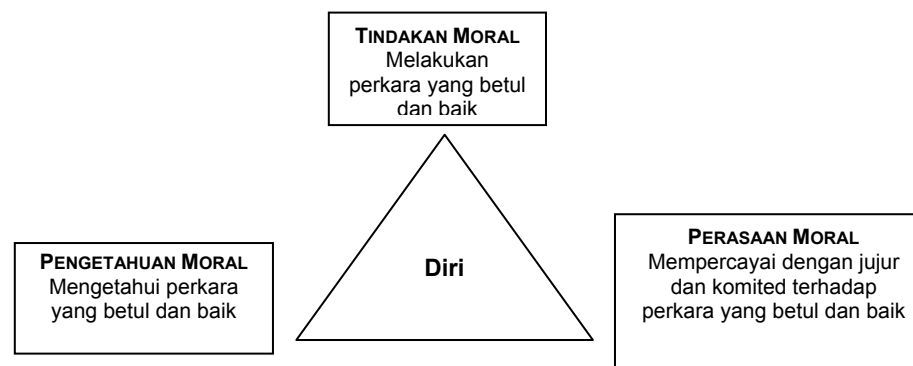 TINDAKAN MORAL
Melakukan
perkara yang betul
dan baik
PENGETAHUAN MORAL
Mengetahui perkara
yang betul dan baik
Diri
PERASAAN MORAL
Mempercayai dengan jujur
dan komited terhadap
perkara yang betul dan baik